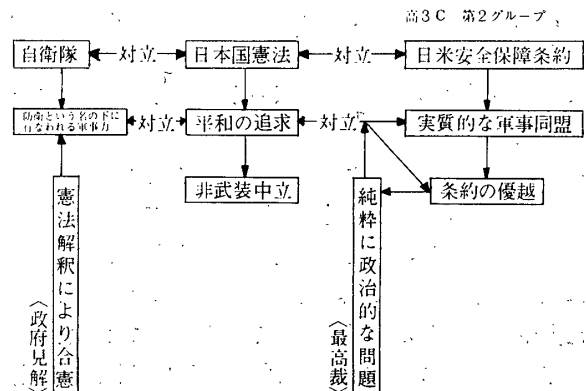 高3C 第2グループ
自衛隊 対立 日本国憲法 対立 日米安全保障条約
防衛という名の下に
行なわれる軍事力
対立 平和の追求 対立 実質的な軍事同盟
非武装中立 条約の優越
憲法解釈により合憲
〈政府見解〉
純粋に政治的な問題
〈最高裁〉